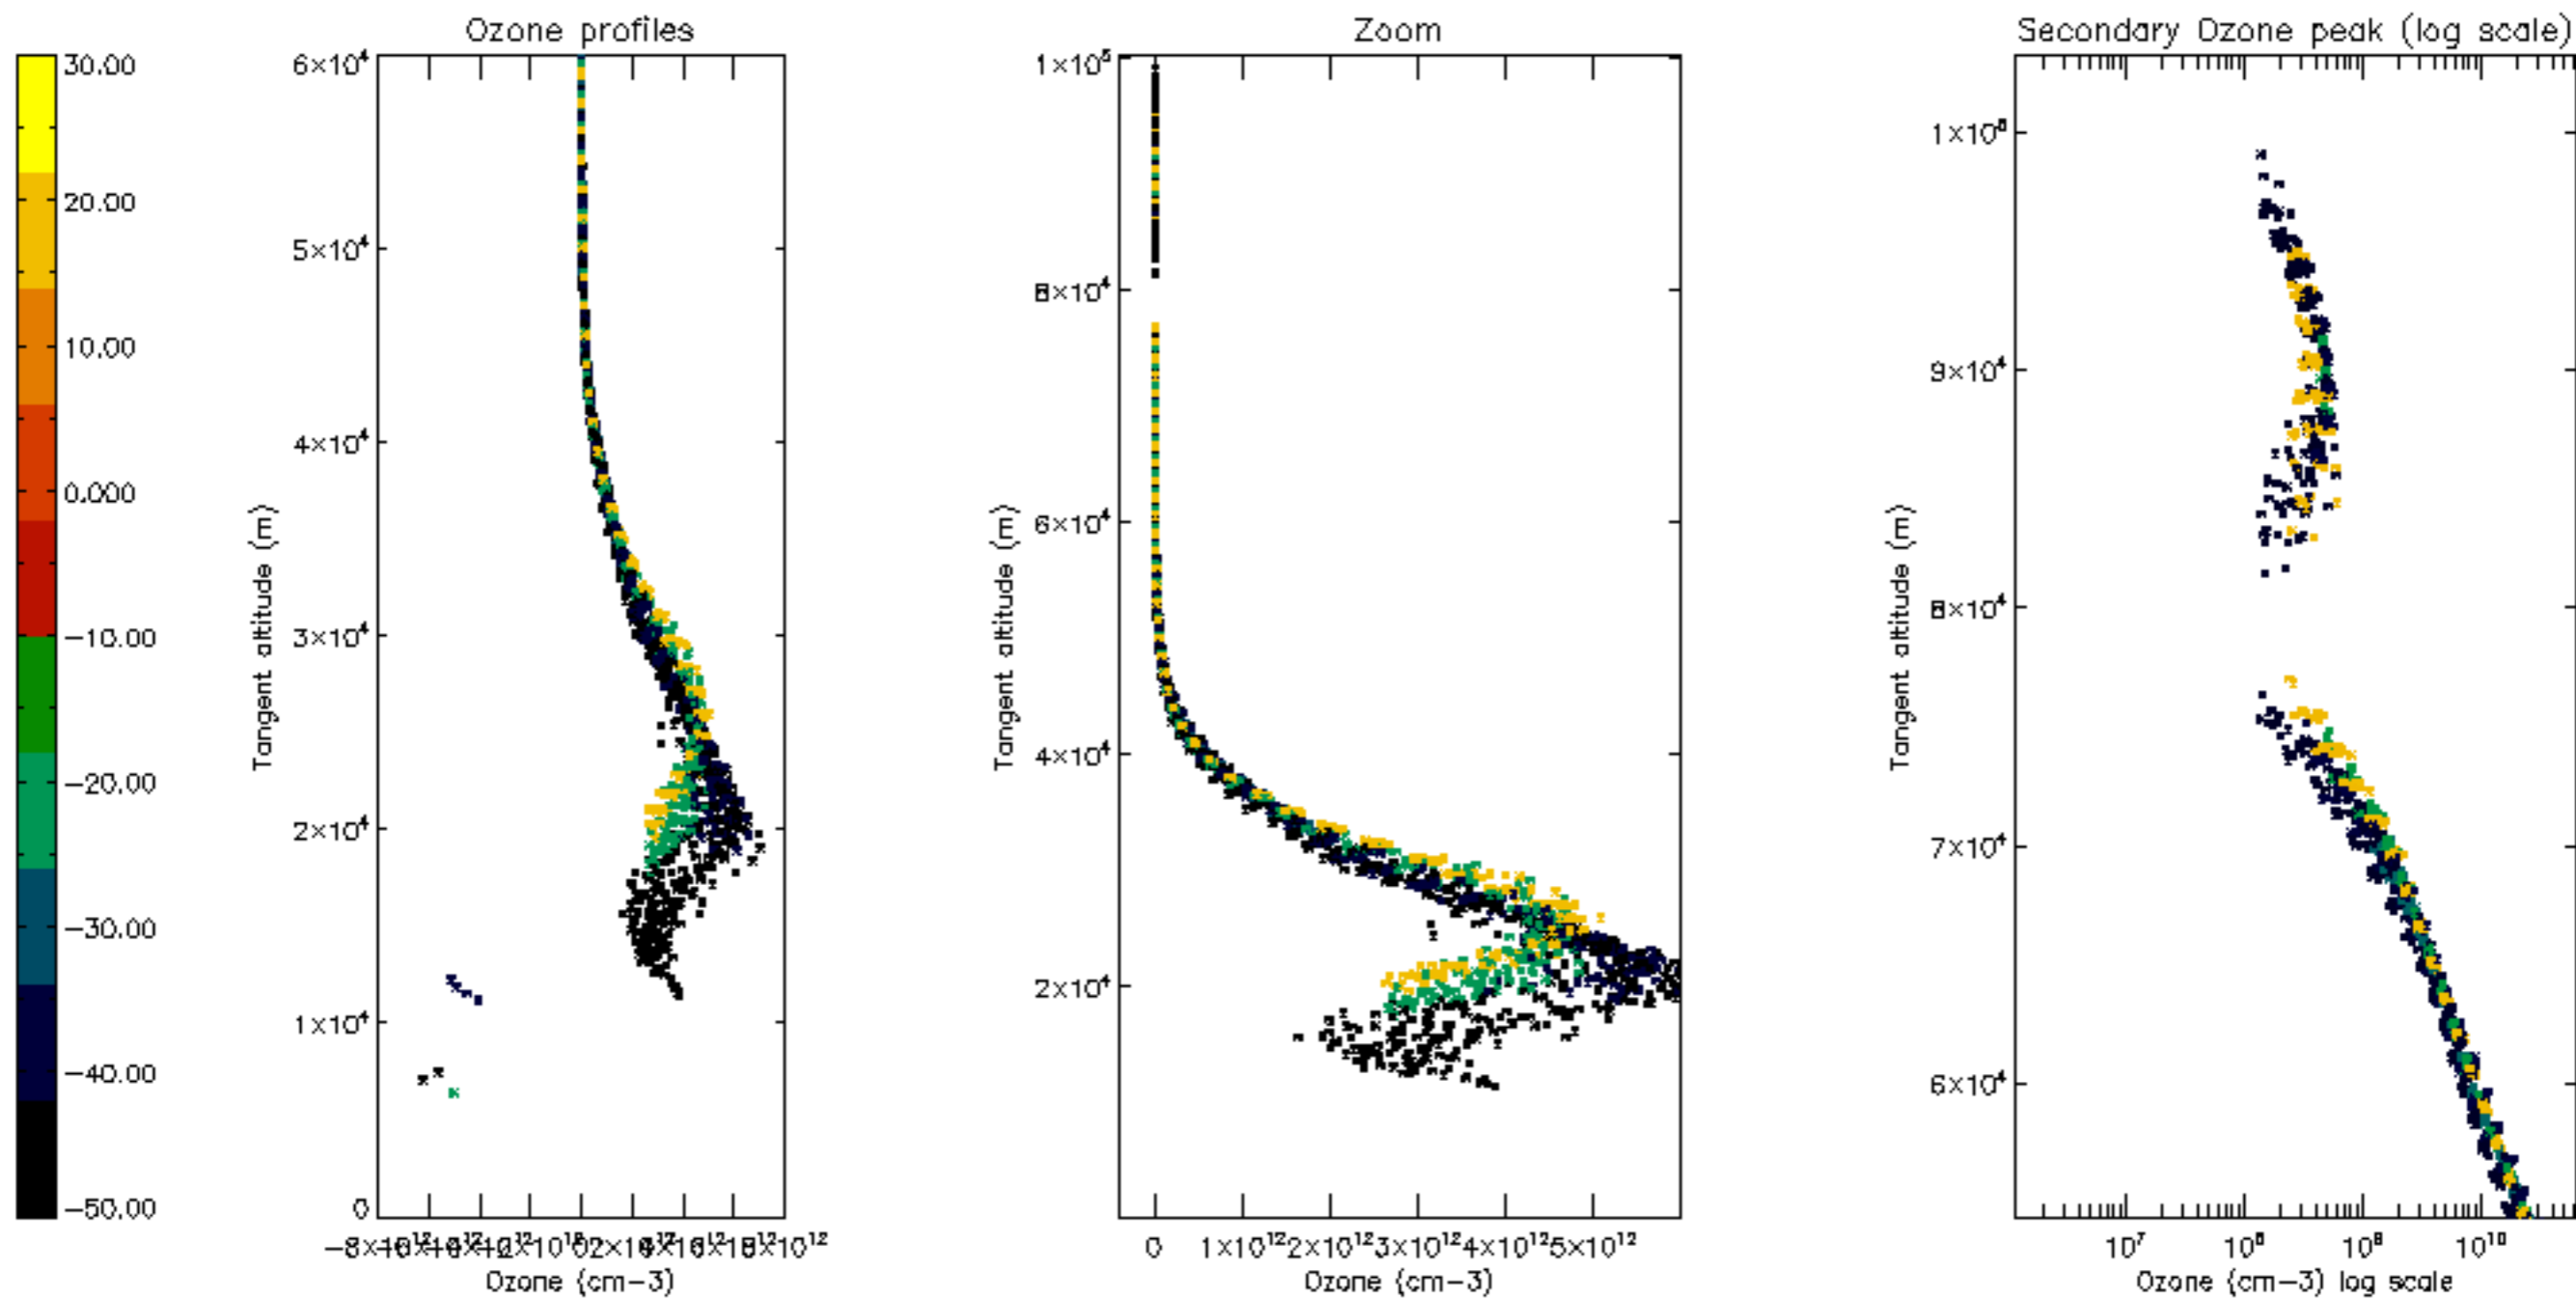 Ozone profiles
Zoom
Secondary Ozone peak (log scale)
30.00
20.00
10.00
0.000
−10.00
−20.00
−30.00
−40.00
−50.00
6×10⁴
5×10⁴
4×10⁴
3×10⁴
2×10⁴
1×10⁴
0
Tangent altitude (m)
Ozone (cm−3)
1×10⁵
8×10⁴
6×10⁴
4×10⁴
2×10⁴
Tangent altitude (m)
0 1×10¹² 2×10¹² 3×10¹² 4×10¹² 5×10¹²
Ozone (cm−3)
9×10⁴
8×10⁴
7×10⁴
6×10⁴
Tangent altitude (m)
10⁷ 10⁸ 10⁹ 10¹⁰
Ozone (cm−3) log scale